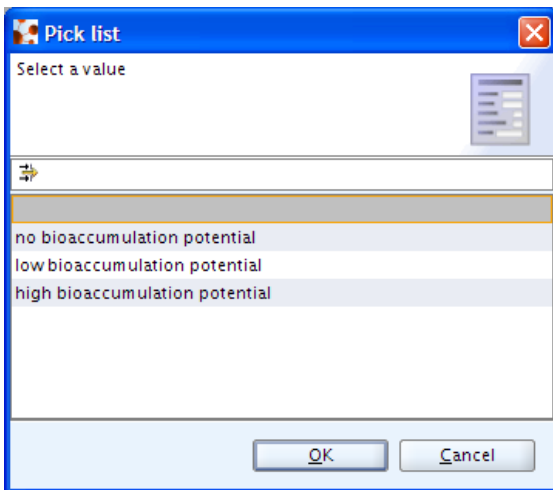 Pick list
Select a value
no bioaccumulation potential
low bioaccumulation potential
high bioaccumulation potential
OK
Cancel